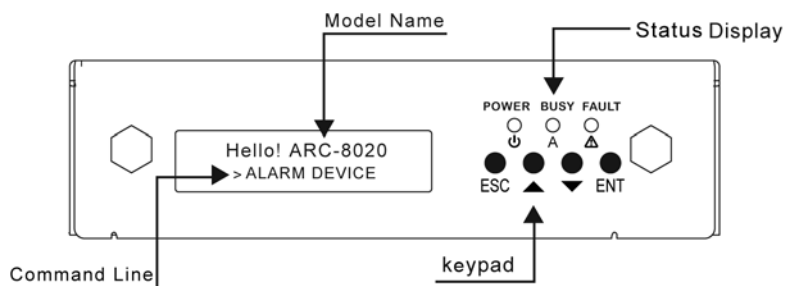 Model Name
Status Display
POWER BUSY FAULT
A
Hello! ARC-8020
>ALARM DEVICE
ESC ▲ ▼ ENT
Command Line
keypad